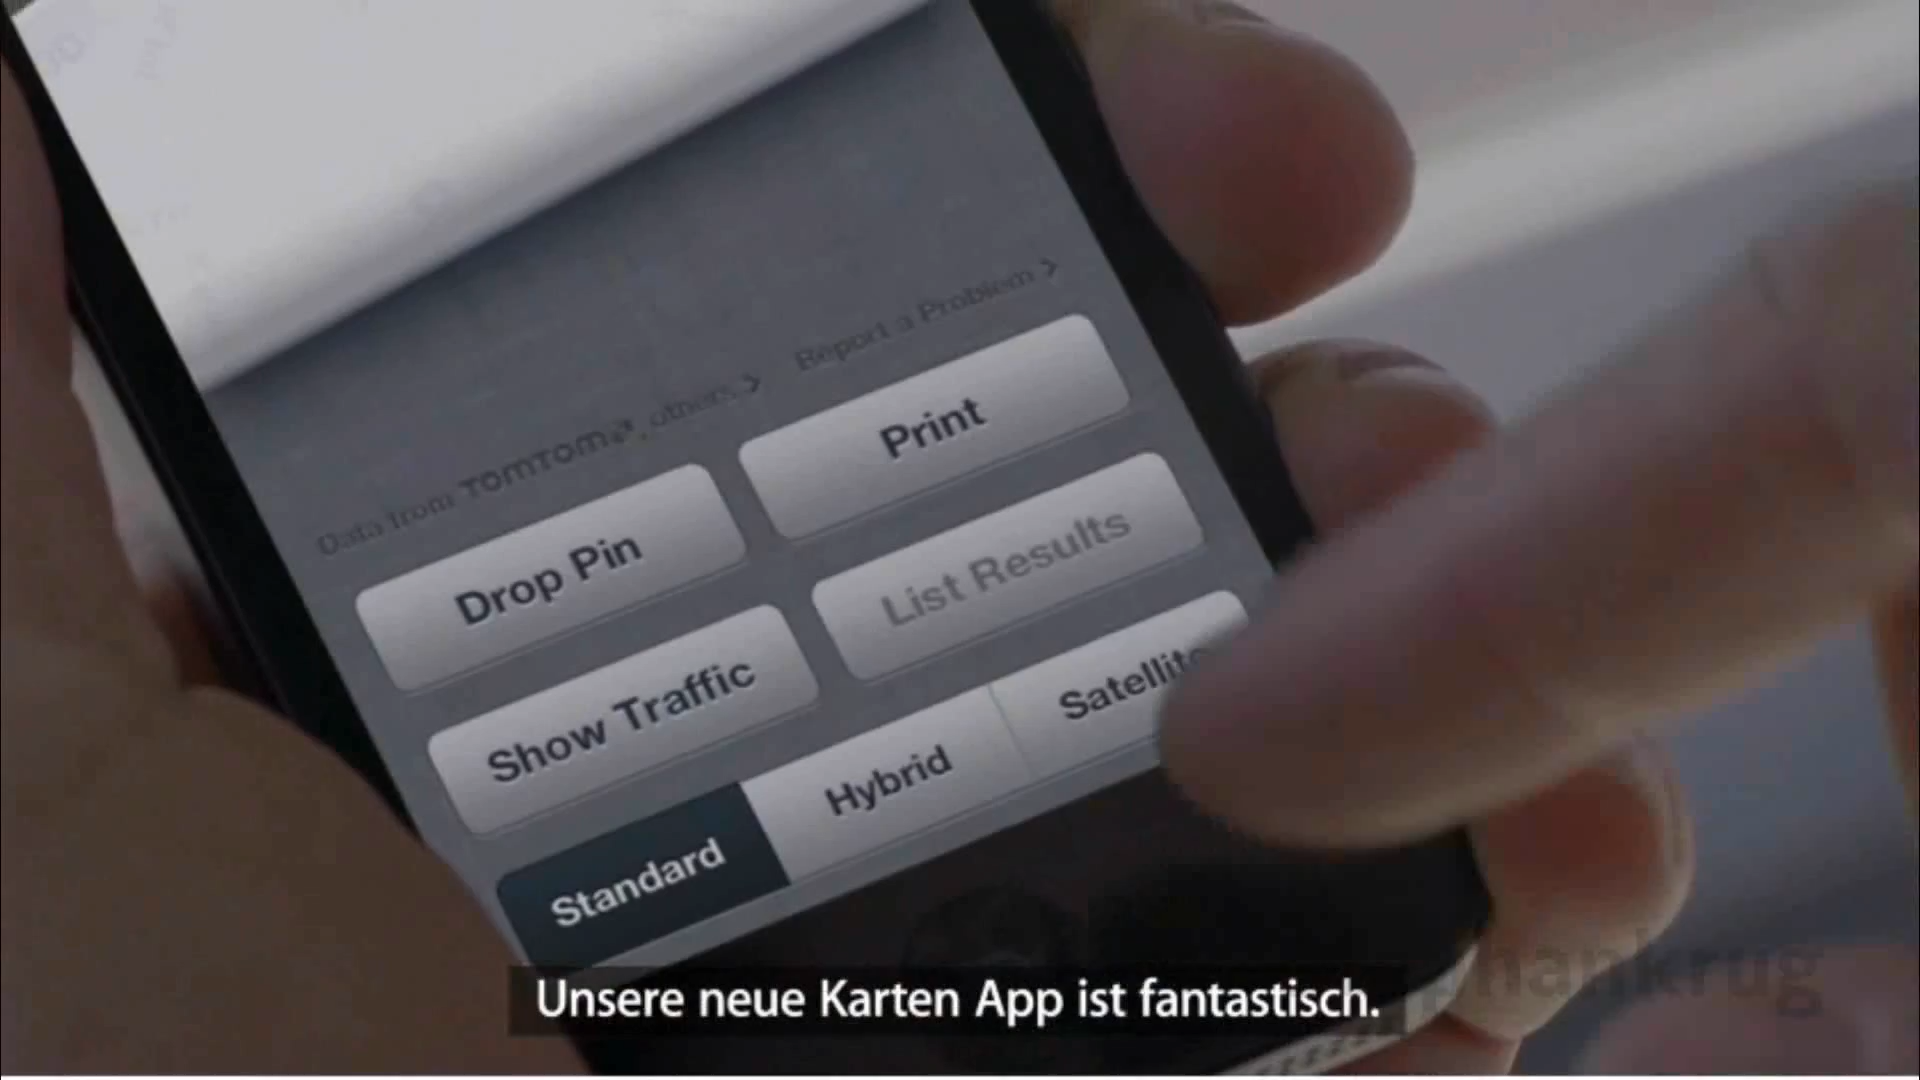 Report a Problem >
Data from TOMTOM, others >
Print
Drop Pin
List Results
Show Traffic
Satellite
Hybrid
Standard
Unsere neue Karten App ist fantastisch.